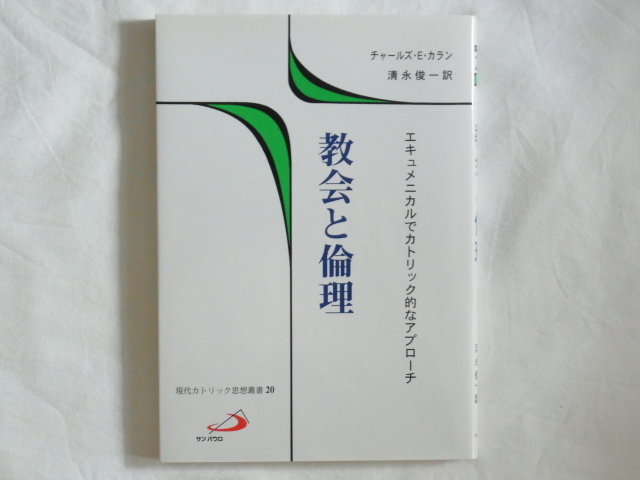 チャールズ・E・カラン
清永俊一訳
エキュメニカルでカトリック的なアプローチ
教会と倫理
現代カトリック思想叢書20
サンパウロ